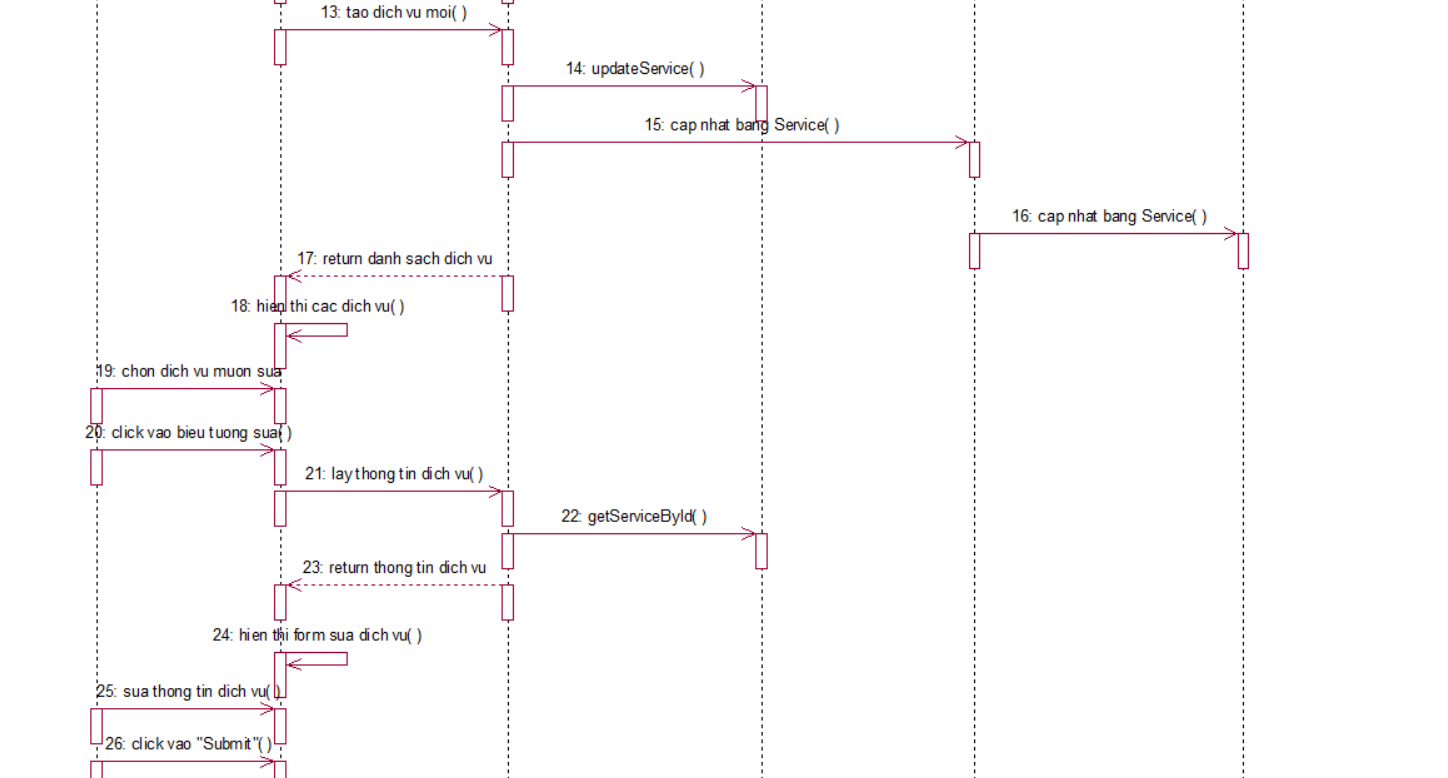 13: tao dich vu moi( )
14: updateService( )
15: cap nhat bang Service( )
16: cap nhat bang Service( )
17: return danh sach dich vu
18: hien thi cac dich vu( )
19: chon dich vu muon sua
20: click vao bieu tuong sua( )
21: lay thong tin dich vu( )
22: getServiceById( )
23: return thong tin dich vu
24: hien thi form sua dich vu( )
25: sua thong tin dich vu( )
26: click vao "Submit"( )